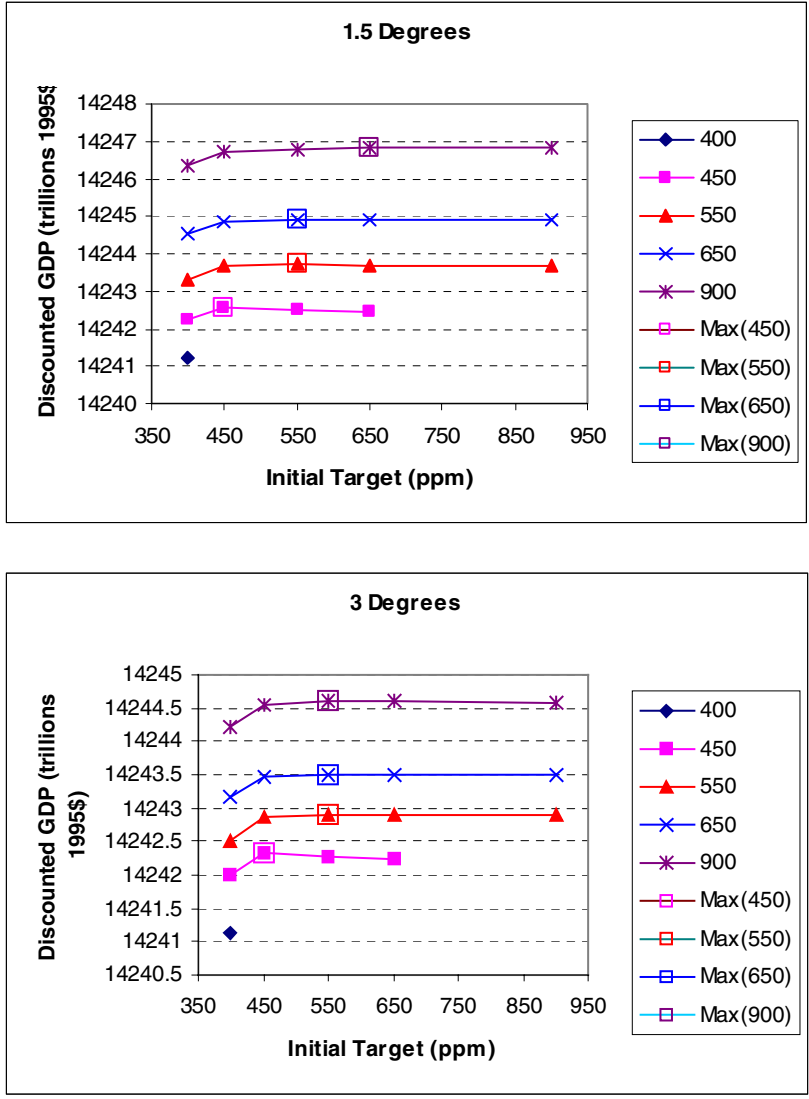 1.5 Degrees
Discounted GDP (trillions 1995$
14248
14247
14246
14245
14244
14243
14242
14241
14240
350 450 550 650 750 850 950
Initial Target (ppm)
400
450
550
650
900
Max(450)
Max(550)
Max(650)
Max(900)
3 Degrees
Discounted GDP (trillions
1995$)
14245
14244.5
14244
14243.5
14243
14242.5
14242
14241.5
14241
14240.5
350 450 550 650 750 850 950
Initial Target (ppm)
400
450
550
650
900
Max(450)
Max(550)
Max(650)
Max(900)